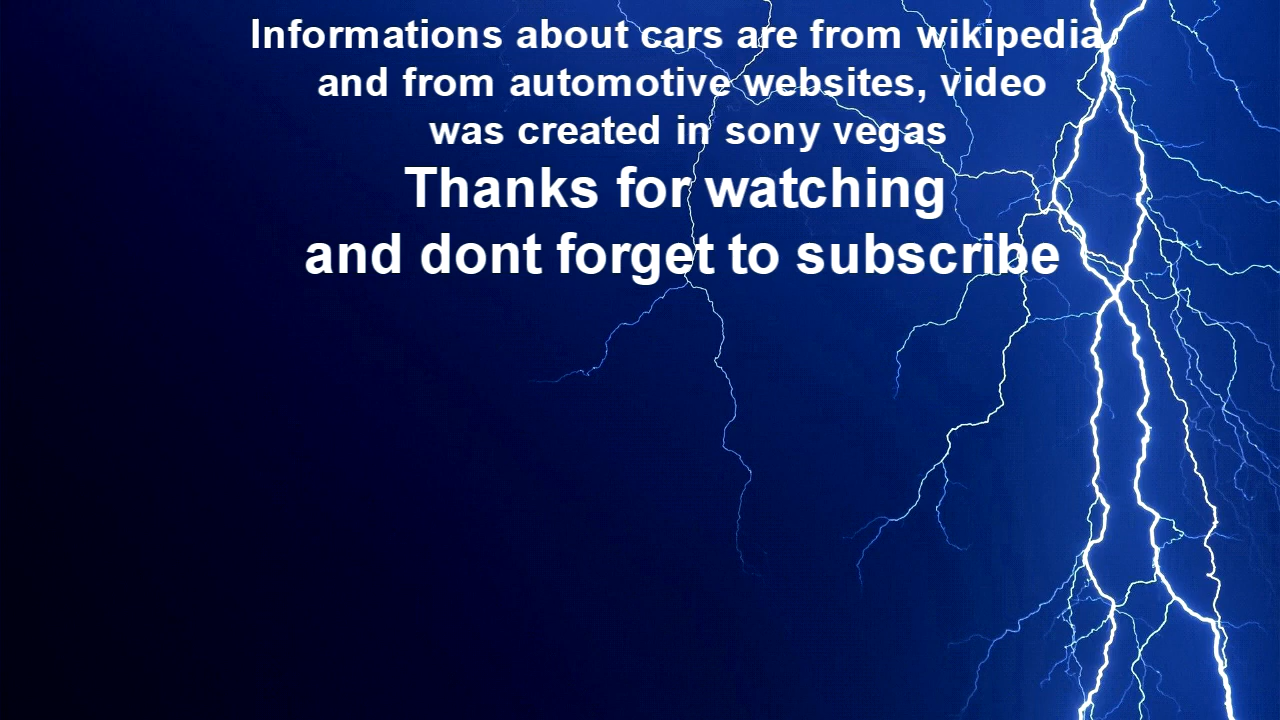 Informations about cars are from wikipedia
and from automotive websites, video
was created in sony vegas
Thanks for watching
and dont forget to subscribe